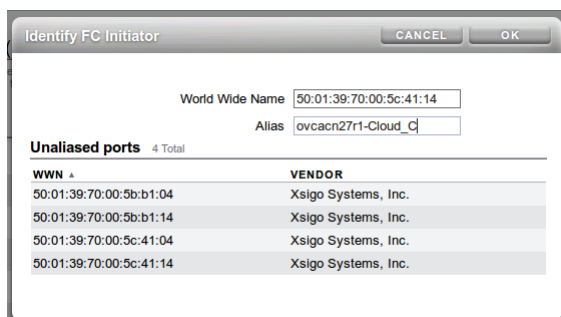 Identify FC Initiator
CANCEL
OK
World Wide Name 50:01:39:70:00:5c:41:14
Alias ovcacn27r1-Cloud_C
Unaliased ports 4 Total
WWN ▲ VENDOR
50:01:39:70:00:5b:b1:04 Xsigo Systems, Inc.
50:01:39:70:00:5b:b1:14 Xsigo Systems, Inc.
50:01:39:70:00:5c:41:04 Xsigo Systems, Inc.
50:01:39:70:00:5c:41:14 Xsigo Systems, Inc.